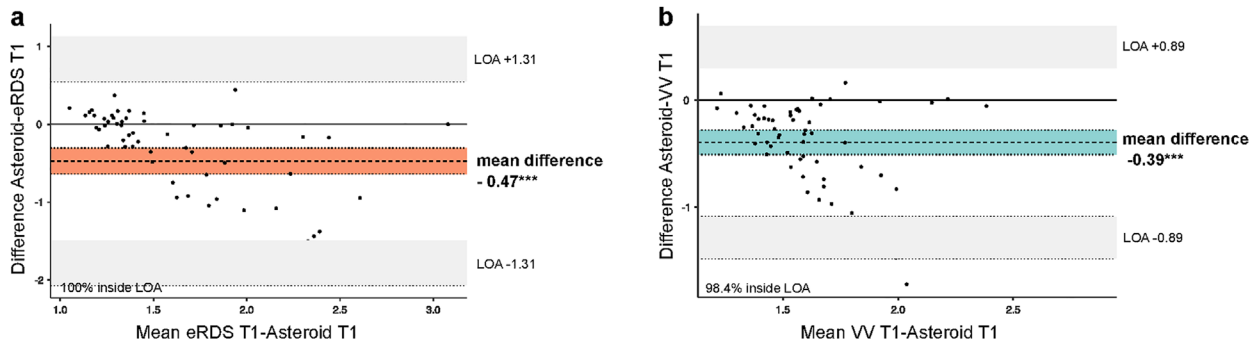 a
Difference Asteroid-eRDS T1
1
0
-1
-2
LOA +1.31
mean difference
- 0.47***
LOA -1.31
100% inside LOA
1.0 1.5 2.0 2.5 3.0
Mean eRDS T1-Asteroid T1
b
Difference Asteroid-VV T1
0
-1
LOA +0.89
mean difference
-0.39***
LOA -0.89
98.4% inside LOA
1.5 2.0 2.5
Mean VV T1-Asteroid T1